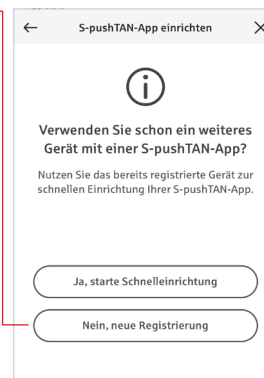 S-pushTAN-App einrichten
Verwenden Sie schon ein weiteres
Gerät mit einer S-pushTAN-App?
Nutzen Sie das bereits registrierte Gerät zur
schnellen Einrichtung Ihrer S-pushTAN-App.
Ja, starte Schnelleinrichtung
Nein, neue Registrierung